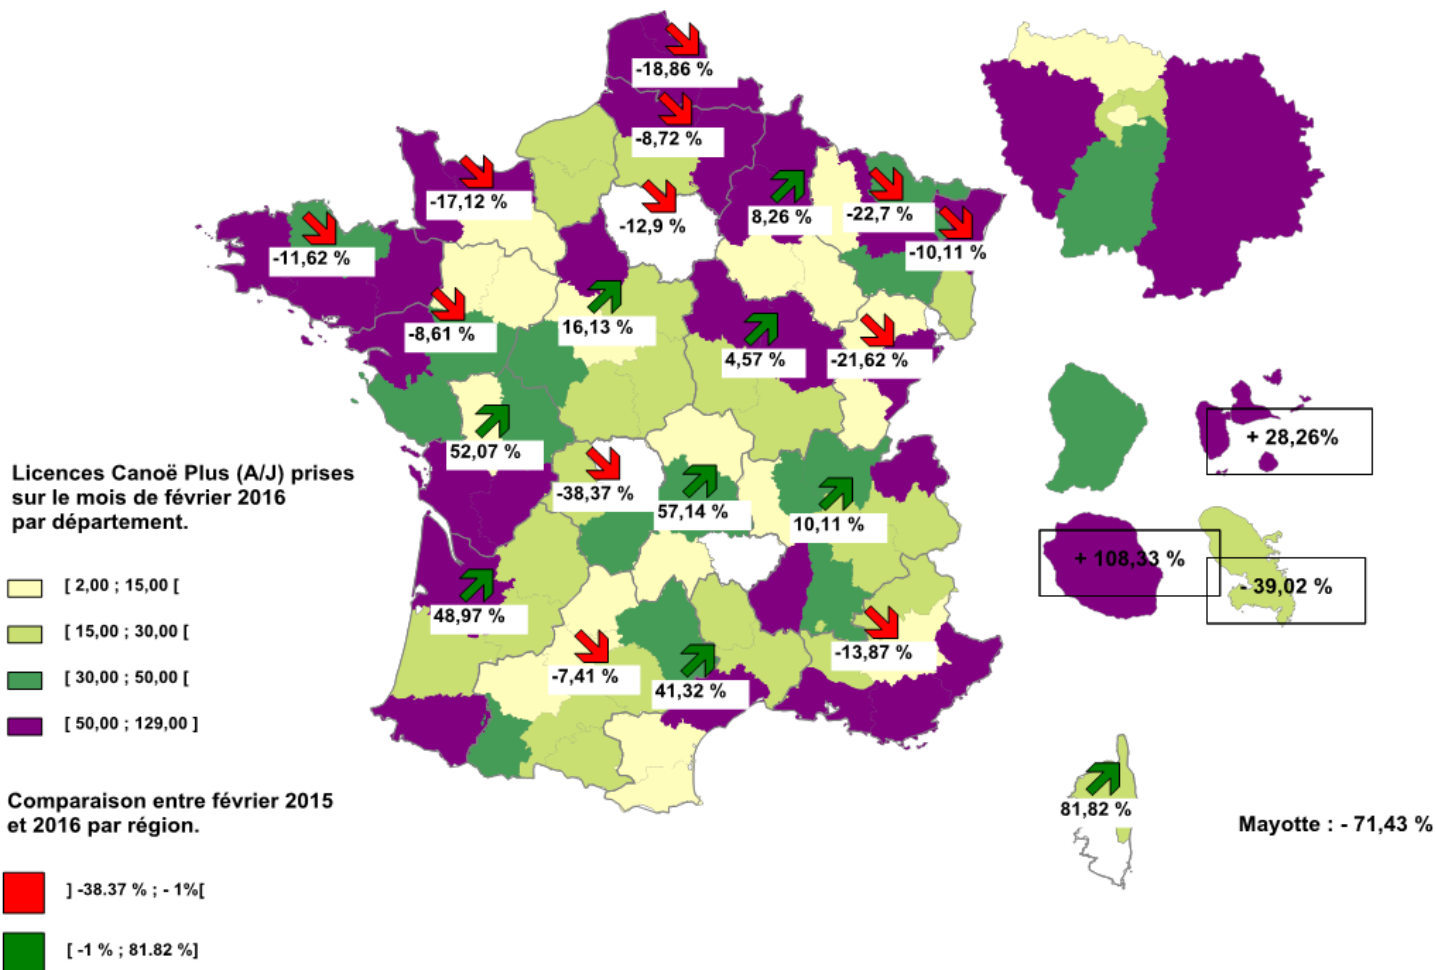 -18,86 %
-8,72 %
-17,12 %
-12,9 %
8,26 %
-22,7 %
-10,11 %
-11,62 %
-8,61 %
16,13 %
4,57 %
-21,62 %
52,07 %
-38,37 %
57,14 %
10,11 %
48,97 %
-7,41 %
41,32 %
-13,87 %
+ 28,26%
+ 108,33 %
- 39,02 %
81,82 %
Mayotte : - 71,43 %
Licences Canoë Plus (A/J) prises
sur le mois de février 2016
par département.
[ 2,00 ; 15,00 [
[ 15,00 ; 30,00 [
[ 30,00 ; 50,00 [
[ 50,00 ; 129,00 ]
Comparaison entre février 2015
et 2016 par région.
] -38.37 % ; - 1%[
[ -1 % ; 81.82 %]